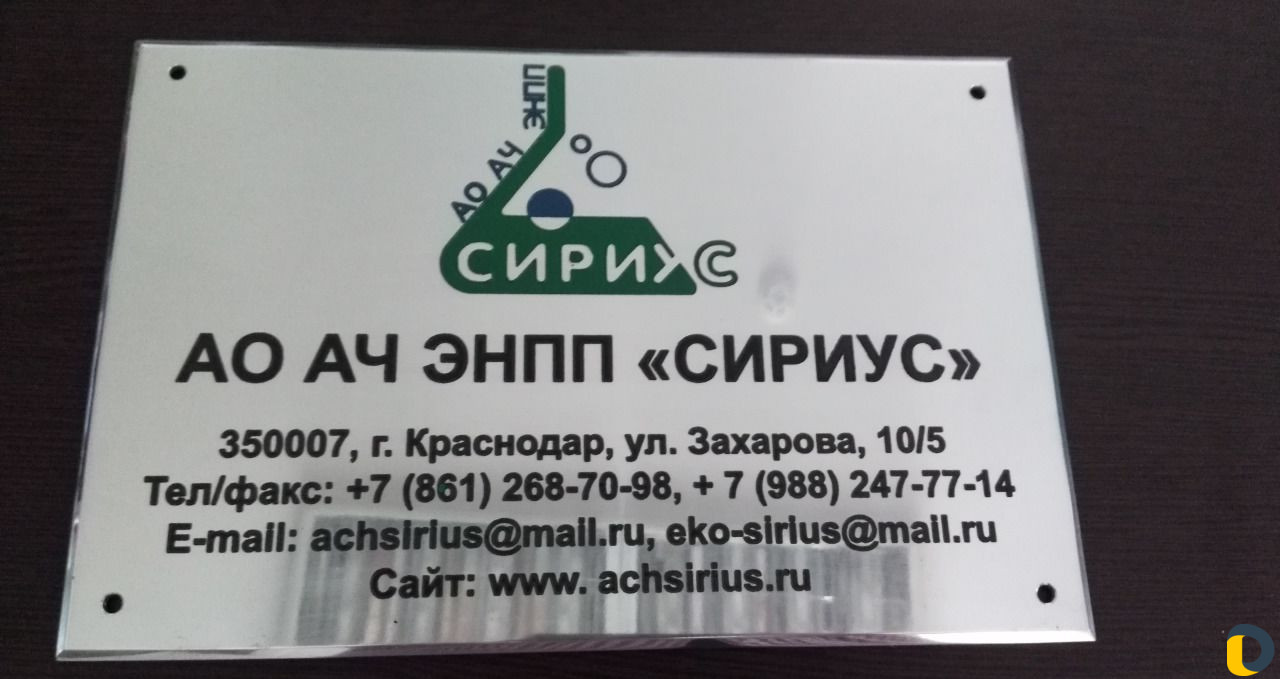 АО АЧ ЭНПП
СИРИУС
АО АЧ ЭНПП «СИРИУС»
350007, г. Краснодар, ул. Захарова, 10/5
Тел/факс: +7 (861) 268-70-98, + 7 (988) 247-77-14
E-mail: achsirius@mail.ru, eko-sirius@mail.ru
Сайт: www. achsirius.ru